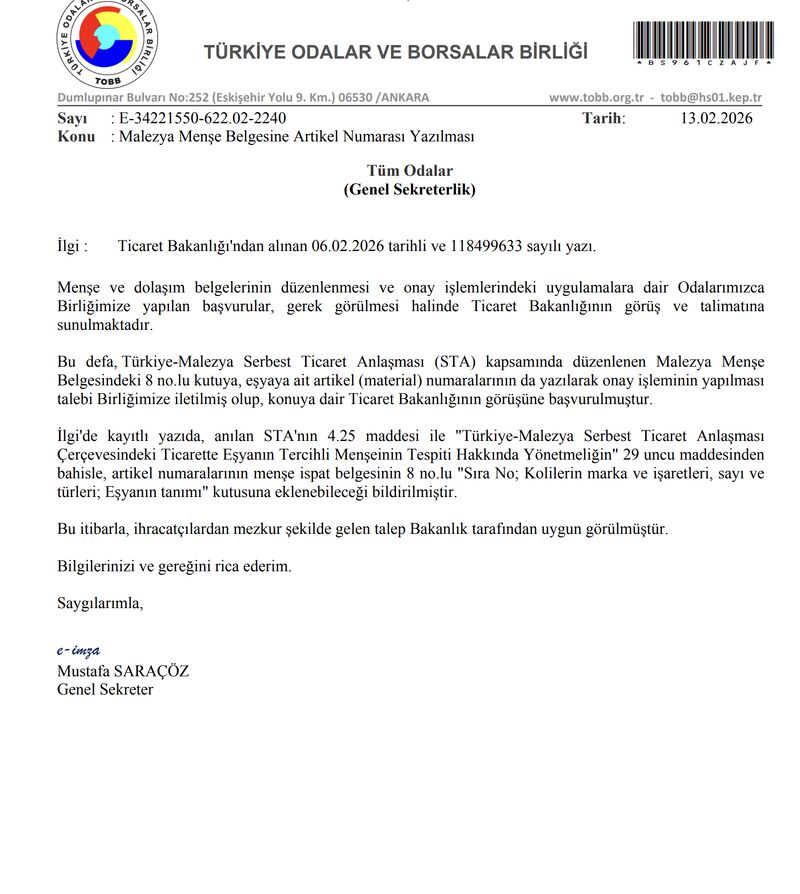 TÜRKİYE ODALAR VE BORSALAR BİRLİĞİ
TOBB
TÜRKİYE ODALAR VE BORSALAR BİRLİĞİ
*BS961CZAJF*
Dumlupınar Bulvarı No:252 (Eskişehir Yolu 9. Km.) 06530 /ANKARA www.tobb.org.tr - tobb@hs01.kep.tr
Sayı : E-34221550-622.02-2240 Tarih: 13.02.2026
Konu : Malezya Menşe Belgesine Artikel Numarası Yazılması
Tüm Odalar
(Genel Sekreterlik)
İlgi : Ticaret Bakanlığı'ndan alınan 06.02.2026 tarihli ve 118499633 sayılı yazı.
Menşe ve dolaşım belgelerinin düzenlenmesi ve onay işlemlerindeki uygulamalara dair Odalarımızca
Birliğimize yapılan başvurular, gerek görülmesi halinde Ticaret Bakanlığının görüş ve talimatına
sunulmaktadır.
Bu defa, Türkiye-Malezya Serbest Ticaret Anlaşması (STA) kapsamında düzenlenen Malezya Menşe
Belgesindeki 8 no.lu kutuya, eşyaya ait artikel (material) numaralarının da yazılarak onay işleminin yapılması
talebi Birliğimize iletilmiş olup, konuya dair Ticaret Bakanlığının görüşüne başvurulmuştur.
İlgi'de kayıtlı yazıda, anılan STA'nın 4.25 maddesi ile "Türkiye-Malezya Serbest Ticaret Anlaşması
Çerçevesindeki Ticarette Eşyanın Tercihli Menşeinin Tespiti Hakkında Yönetmeliğin" 29 uncu maddesinden
bahisle, artikel numaralarının menşe ispat belgesinin 8 no.lu "Sıra No; Kolilerin marka ve işaretleri, sayı ve
türleri; Eşyanın tanımı" kutusuna eklenebileceği bildirilmiştir.
Bu itibarla, ihracatçılardan mezkur şekilde gelen talep Bakanlık tarafından uygun görülmüştür.
Bilgilerinizi ve gereğini rica ederim.
Saygılarımla,
e-imza
Mustafa SARAÇÖZ
Genel Sekreter